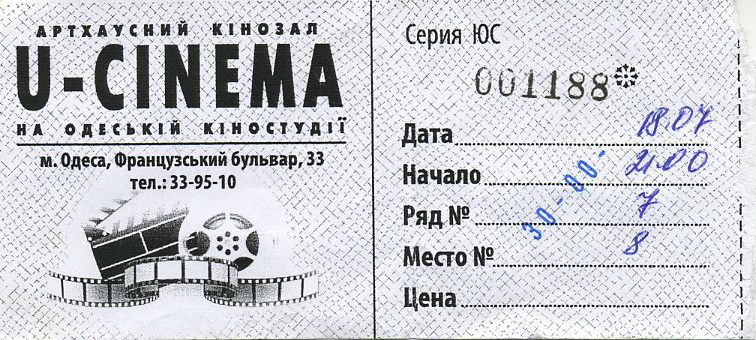 АРТХАУСНИЙ КІНОЗАЛ
U-CINEMA
НА ОДЕСЬКІЙ КІНОСТУДІЇ
м. Одеса, Французський бульвар, 33
тел.: 33-95-10
Серия ЮС
001188
Дата 18.07
Начало 21.00
30-00-
Ряд № 7
Место № 8
Цена